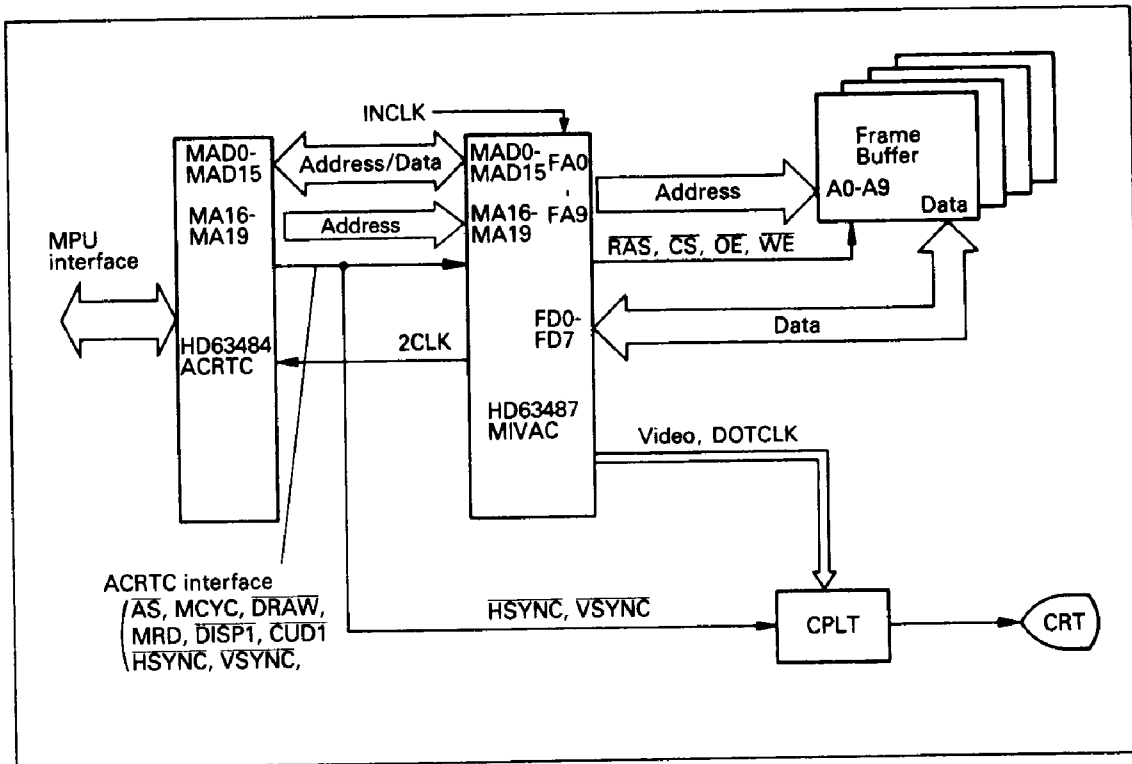 INCLK
MAD0-
MAD15
Address/Data
MAD0-
MAD15
FA0
FA9
MA16-
MA19
Address
MA16-
MA19
Address
Frame
Buffer
A0-A9
Data
MPU
interface
RAS, CS, OE, WE
FD0-
FD7
Data
HD63484
ACRTC
2CLK
HD63487
MIVAC
Video, DOTCLK
ACRTC interface
(AS, MCYC, DRAW,
MRD, DISP1, CUD1
HSYNC, VSYNC,
HSYNC, VSYNC
CPLT
CRT